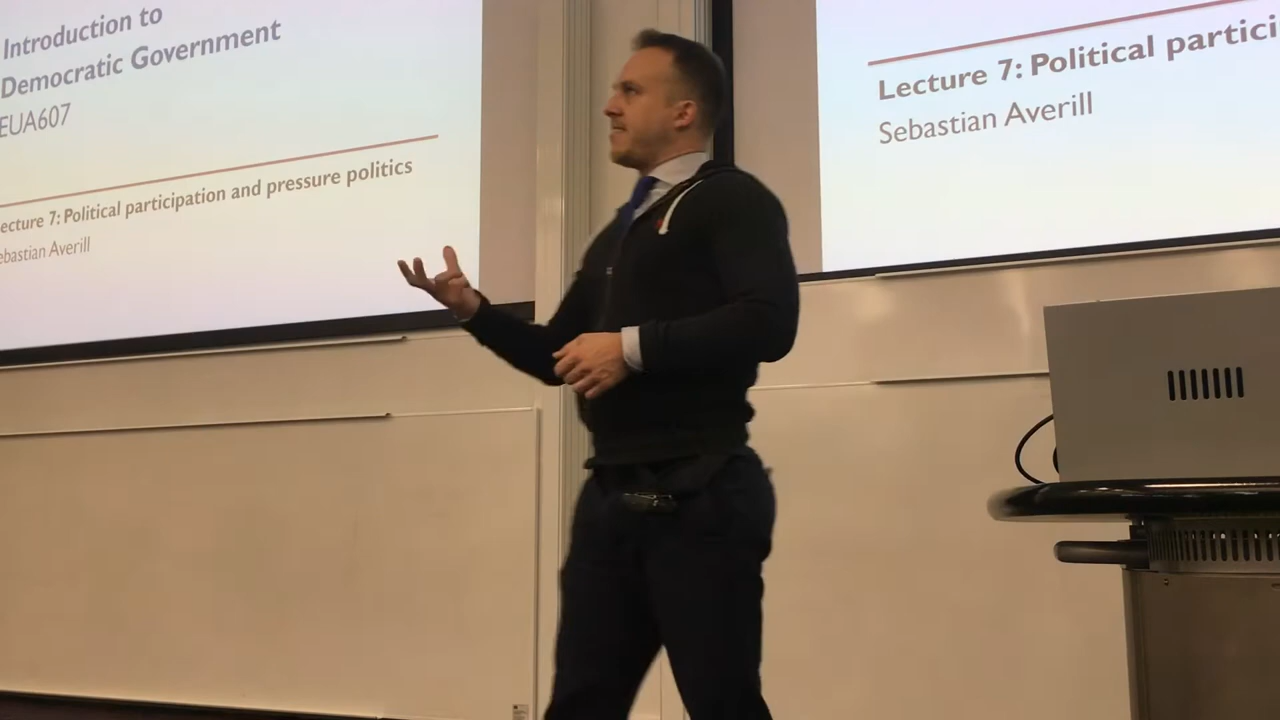 Introduction to
Democratic Government
EUA607
ecture 7: Political participation and pressure politics
ebastian Averill
Lecture 7: Political partici
Sebastian Averill